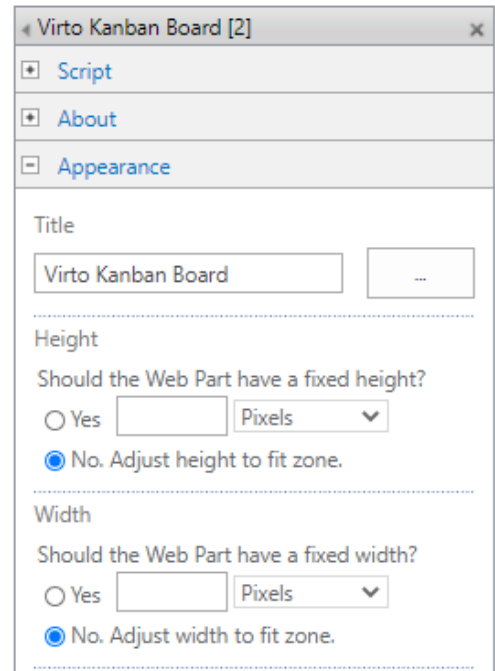 Virto Kanban Board [2]
Script
About
Appearance
Title
Virto Kanban Board ...
Height
Should the Web Part have a fixed height?
Yes Pixels
No. Adjust height to fit zone.
Width
Should the Web Part have a fixed width?
Yes Pixels
No. Adjust width to fit zone.